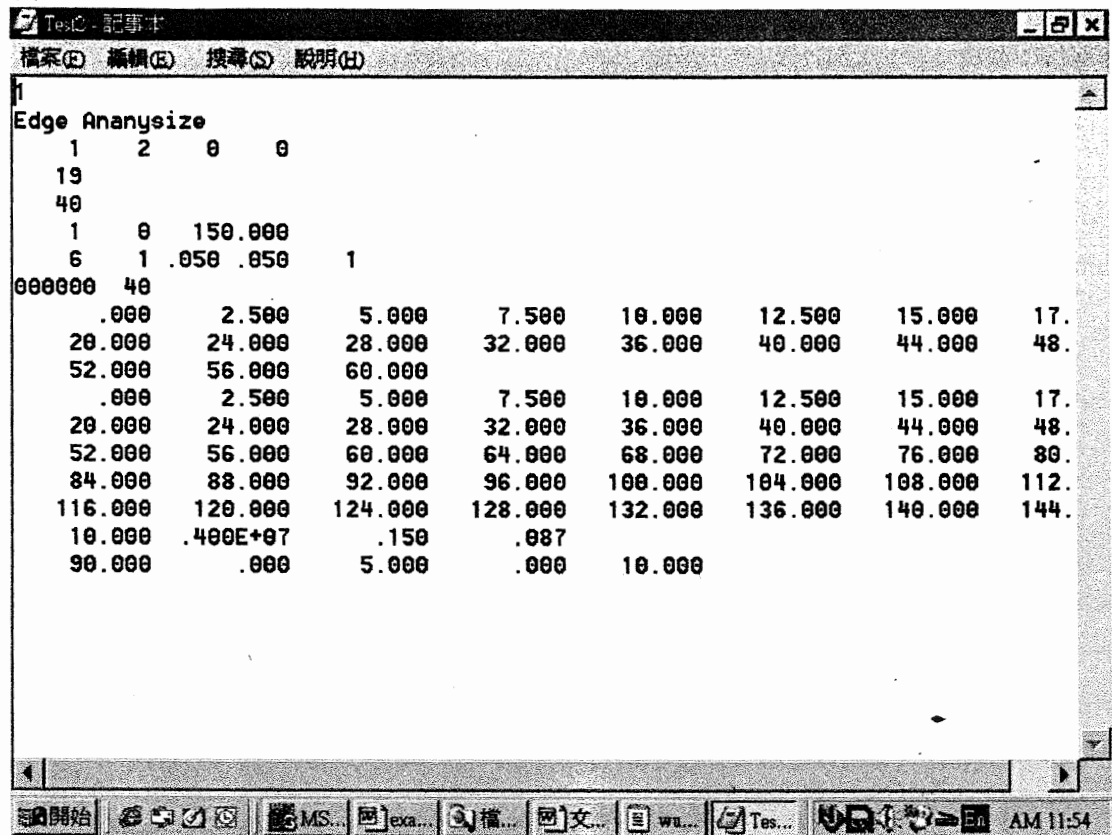 Test2 - 記事本
檔案(F) 編輯(E) 搜尋(S) 說明(H)
1
Edge Ananysize
1 2 0 0
19
40
1 0 150.000
6 1 .050 .050 1
000000 40
.000 2.500 5.000 7.500 10.000 12.500 15.000 17.
20.000 24.000 28.000 32.000 36.000 40.000 44.000 48.
52.000 56.000 60.000
.000 2.500 5.000 7.500 10.000 12.500 15.000 17.
20.000 24.000 28.000 32.000 36.000 40.000 44.000 48.
52.000 56.000 60.000 64.000 68.000 72.000 76.000 80.
84.000 88.000 92.000 96.000 100.000 104.000 108.000 112.
116.000 120.000 124.000 128.000 132.000 136.000 140.000 144.
10.000 .400E+07 .150 .087
90.000 .000 5.000 .000 10.000
開始 MS... exa... 檔... 文... wu... Tes... En AM 11:54